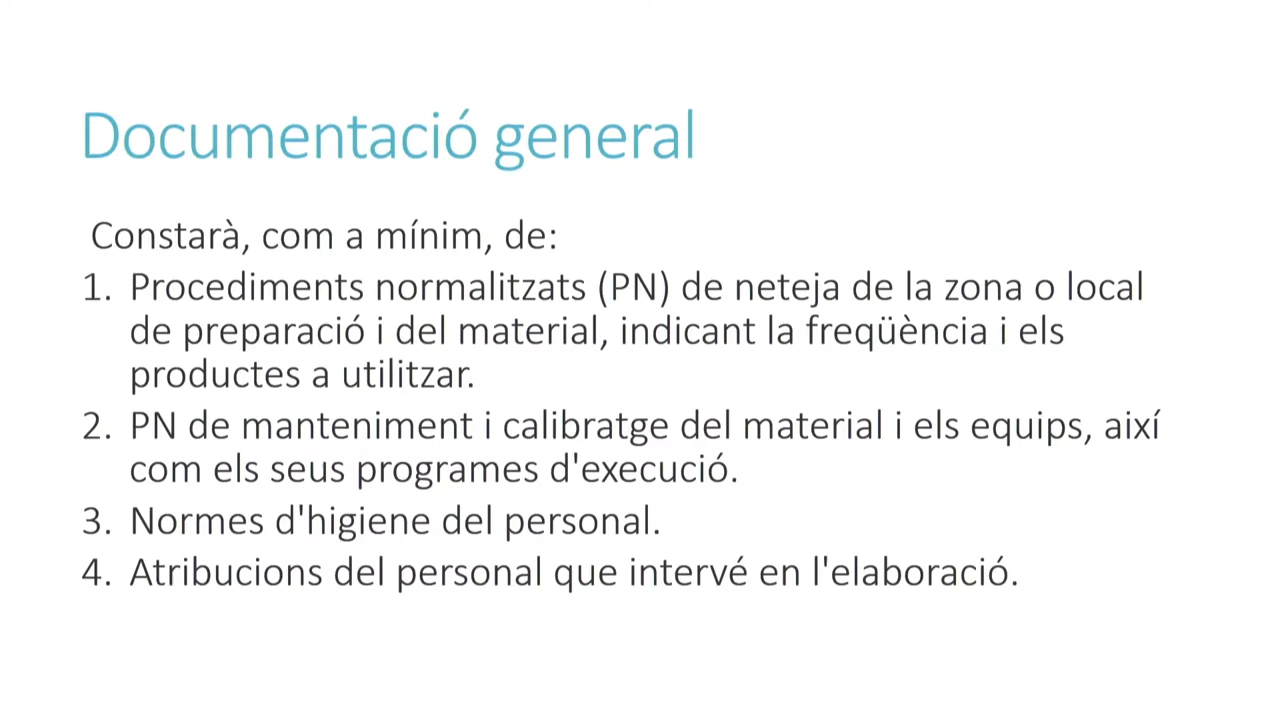 Documentació general
Constarà, com a mínim, de:
1. Procediments normalitzats (PN) de neteja de la zona o local
de preparació i del material, indicant la freqüència i els
productes a utilitzar.
2. PN de manteniment i calibratge del material i els equips, així
com els seus programes d'execució.
3. Normes d'higiene del personal.
4. Atribucions del personal que intervé en l'elaboració.